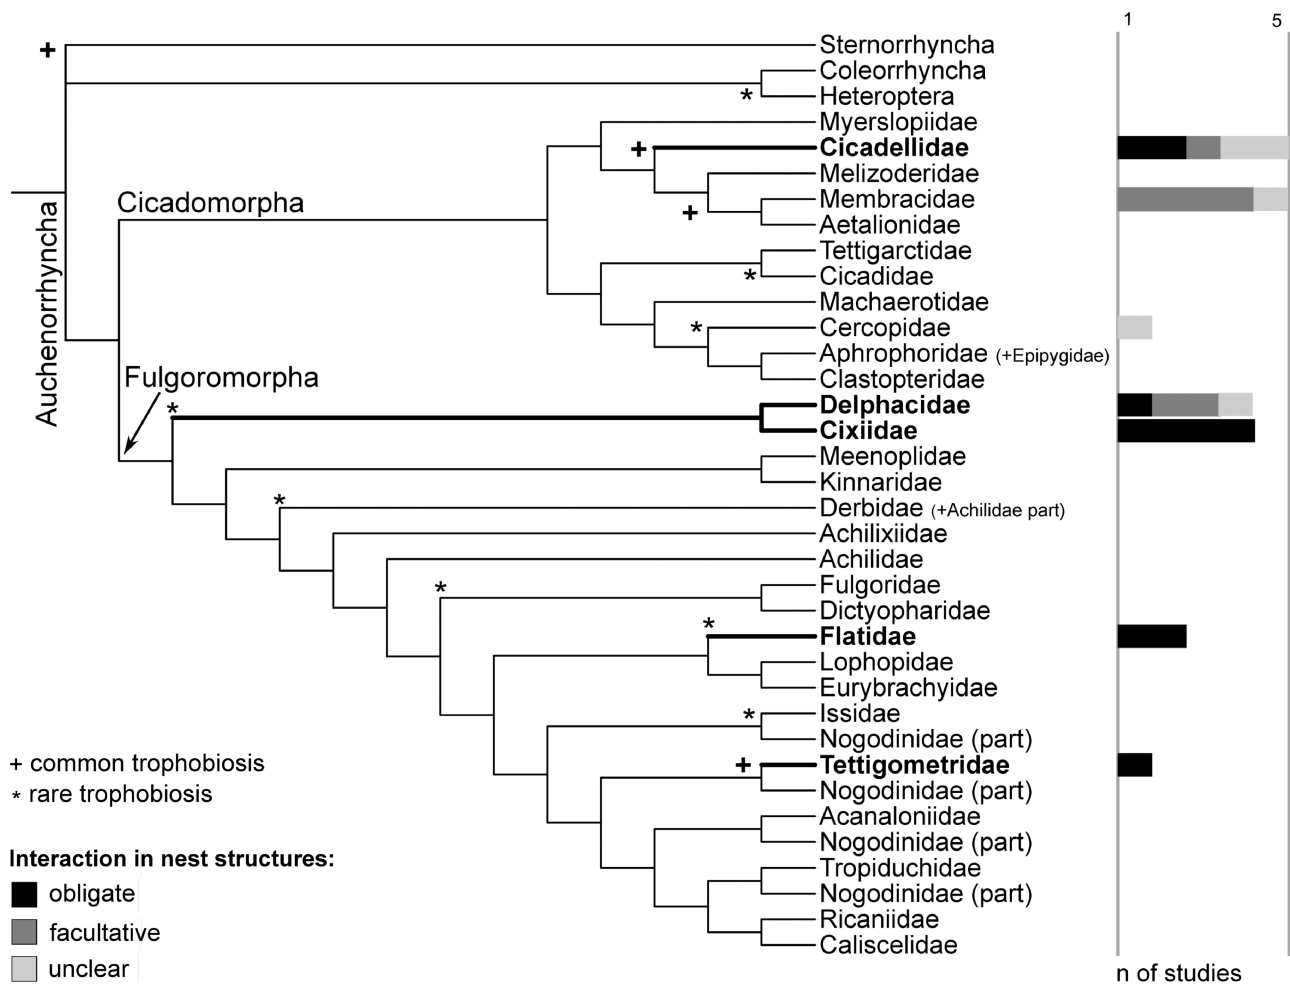 1 5
+ Sternorrhyncha
Coleorrhyncha
* Heteroptera
Myerslopiidae
+ Cicadellidae
Melizoderidae
Cicadomorpha
Membracidae
+ Aetalionidae
Tettigarctidae
* Cicadidae
Auchenorrhyncha
Machaerotidae
* Cercopidae
Aphrophoridae (+Epipygidae)
Fulgoromorpha
Clastopteridae
* Delphacidae
Cixiidae
Meenoplidae
Kinnaridae
* Derbidae (+Achilidae part)
Achilixiidae
Achilidae
* Fulgoridae
Dictyopharidae
* Flatidae
Lophopidae
Eurybrachyidae
* Issidae
Nogodinidae (part)
+ Tettigometridae
Nogodinidae (part)
Acanaloniidae
Nogodinidae (part)
Tropiduchidae
Nogodinidae (part)
Ricaniidae
Caliscelidae
n of studies
+ common trophobiosis
* rare trophobiosis
Interaction in nest structures:
obligate
facultative
unclear